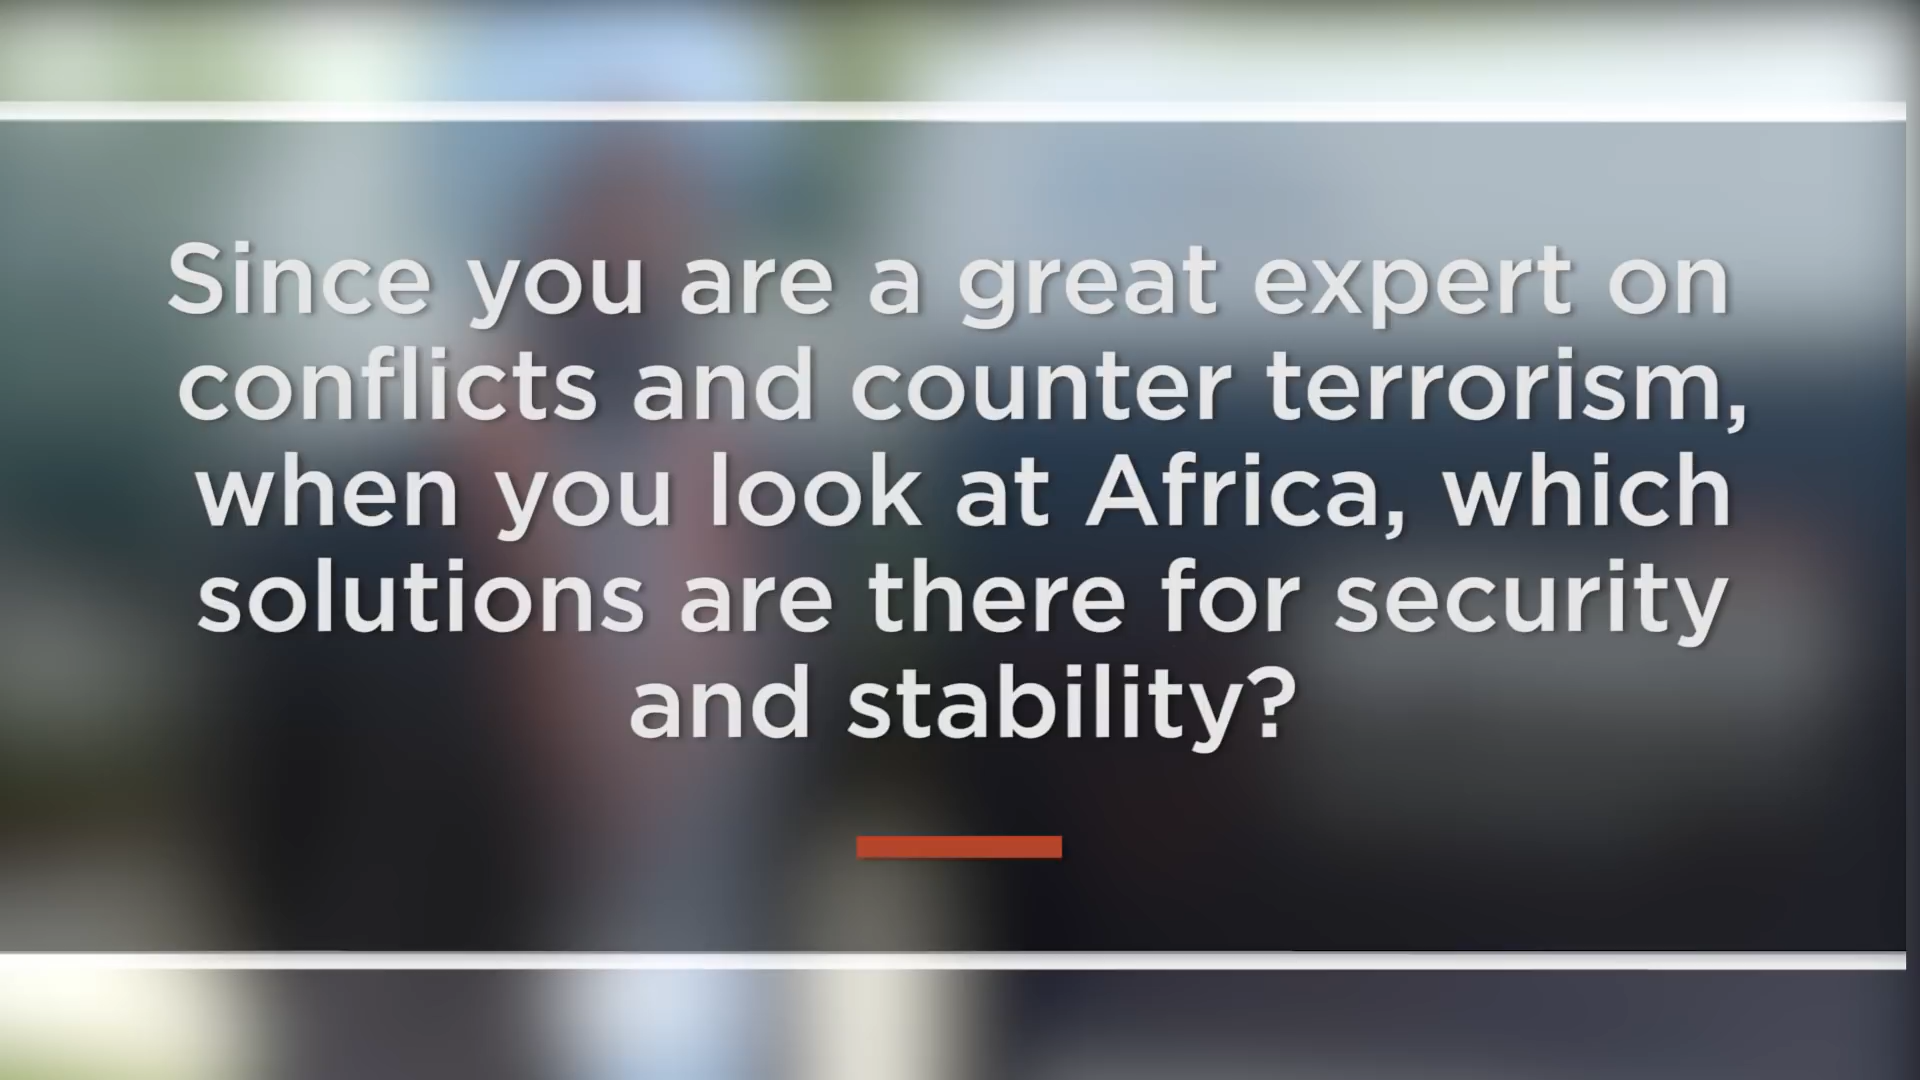 Since you are a great expert on
conflicts and counter terrorism,
when you look at Africa, which
solutions are there for security
and stability?